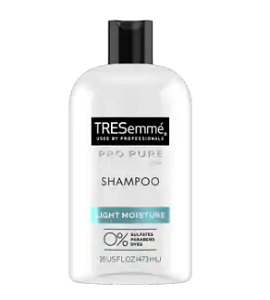 TRESemmé
USED BY PROFESSIONALS
PRO PURE
SHAMPOO
LIGHT MOISTURE
0% SULFATES
PARABENS
DYES
16 US FL OZ (473 mL)